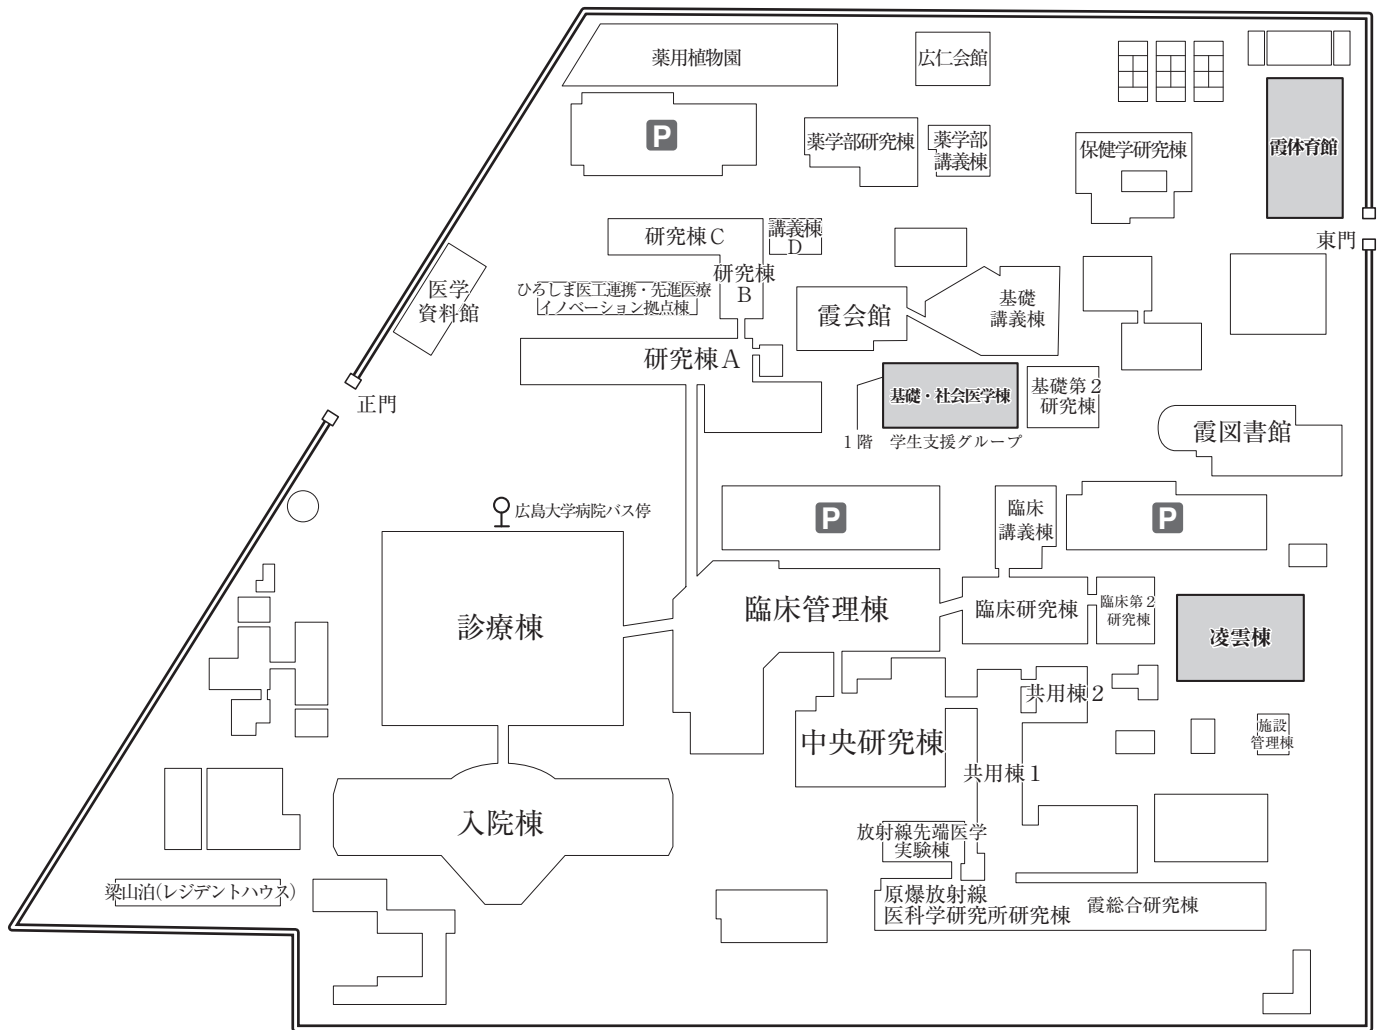 薬用植物園
広仁会館
P
薬学部研究棟
薬学部
講義棟
保健学研究棟
霞体育館
東門
研究棟C
講義棟
D
研究棟
B
医学
資料館
ひろしま医工連携・先進医療
イノベーション拠点棟
霞会館
基礎
講義棟
研究棟A
正門
基礎・社会医学棟
基礎第2
研究棟
1階 学生支援グループ
霞図書館
広島大学病院バス停
P
臨床
講義棟
P
診療棟
臨床管理棟
臨床研究棟
臨床第2
研究棟
凌雲棟
共用棟2
中央研究棟
施設
管理棟
共用棟1
入院棟
放射線先端医学
実験棟
梁山泊(レジデントハウス)
原爆放射線
医科学研究所研究棟
霞総合研究棟